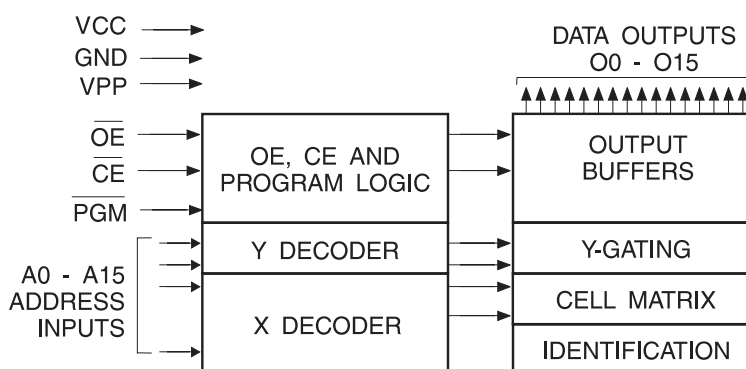 VCC
GND
VPP
OE
CE
PGM
A0 - A15
ADDRESS
INPUTS
OE, CE AND
PROGRAM LOGIC
Y DECODER
X DECODER
DATA OUTPUTS
O0 - O15
OUTPUT
BUFFERS
Y-GATING
CELL MATRIX
IDENTIFICATION